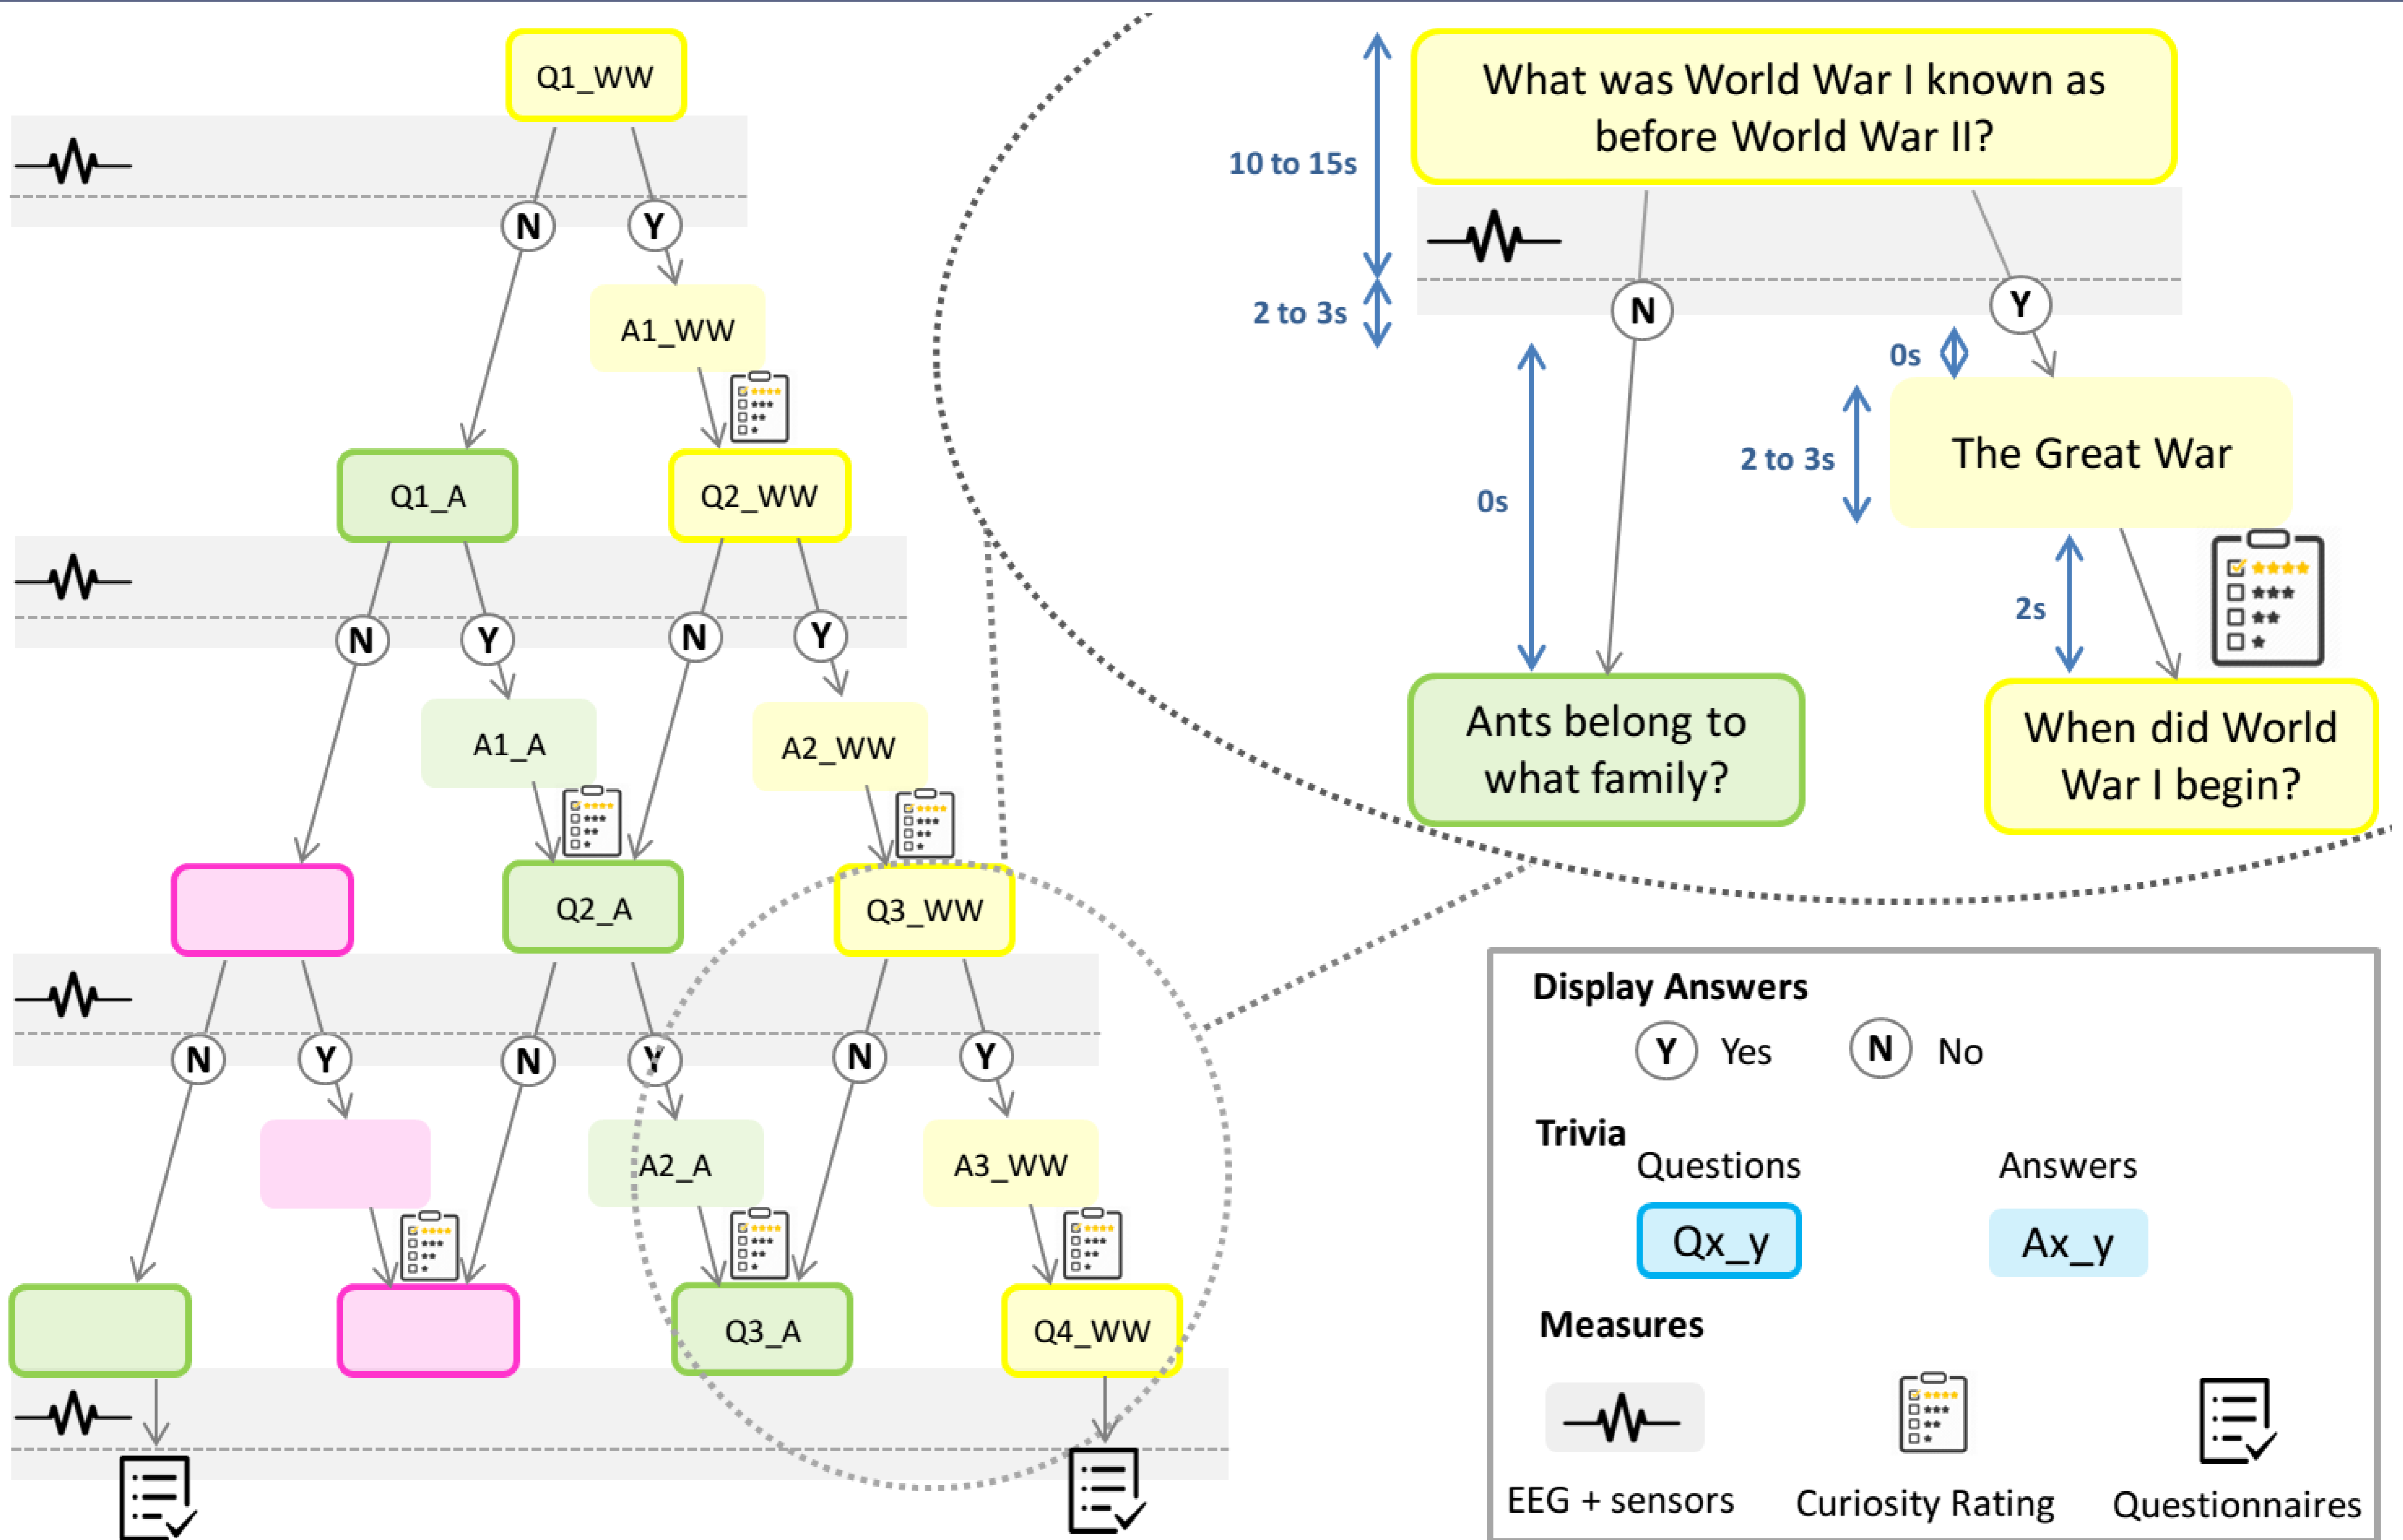 Q1_WW
N
Y
A1_WW
Q1_A
Q2_WW
N
Y
N
Y
A1_A
A2_WW
Q2_A
Q3_WW
N
Y
N
Y
N
Y
A2_A
A3_WW
Q3_A
Q4_WW
What was World War I known as
before World War II?
10 to 15s
2 to 3s
N
Y
0s
The Great War
2 to 3s
0s
2s
Ants belong to
what family?
When did World
War I begin?
Display Answers
Y Yes N No
Trivia
Questions Answers
Qx_y Ax_y
Measures
EEG + sensors Curiosity Rating Questionnaires